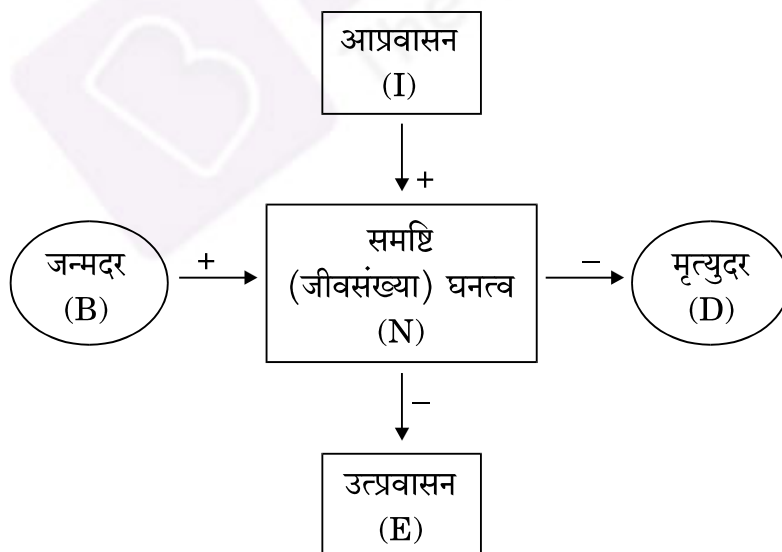 आप्रवासन
(I)
+
जन्मदर
(B)
+
समष्टि
(जीवसंख्या) घनत्व
(N)
–
मृत्युदर
(D)
–
उत्प्रवासन
(E)